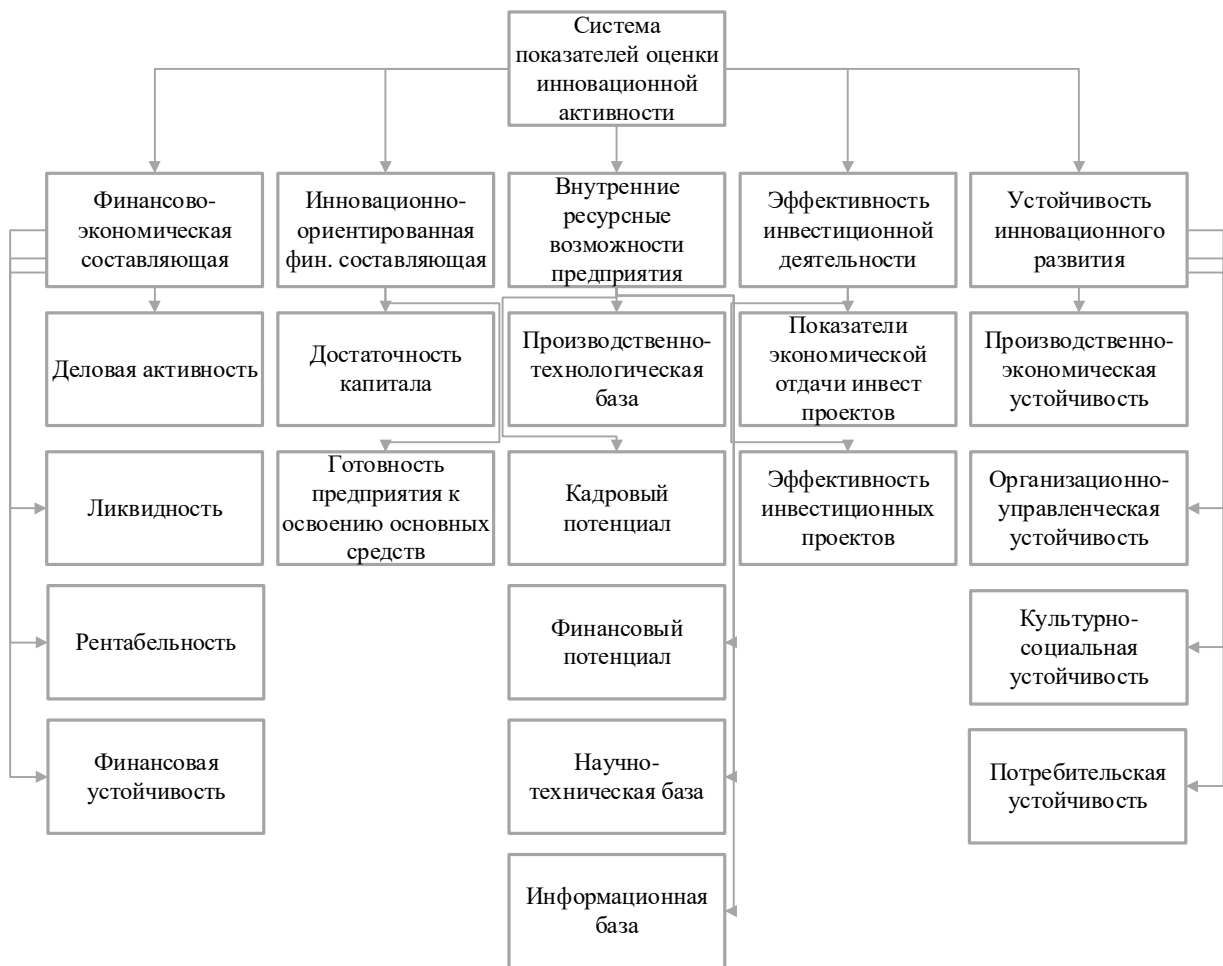 Система
показателей оценки
инновационной
активности
Финансово-
экономическая
составляющая
Инновационно-
ориентированная
фин. составляющая
Внутренние
ресурсные
возможности
предприятия
Эффективность
инвестиционной
деятельности
Устойчивость
инновационного
развития
Деловая активность
Достаточность
капитала
Производственно-
технологическая
база
Показатели
экономической
отдачи инвест
проектов
Производственно-
экономическая
устойчивость
Ликвидность
Готовность
предприятия к
освоению основных
средств
Кадровый
потенциал
Эффективность
инвестиционных
проектов
Организационно-
управленческая
устойчивость
Рентабельность
Финансовый
потенциал
Культурно-
социальная
устойчивость
Финансовая
устойчивость
Научно-
техническая база
Потребительская
устойчивость
Информационная
база